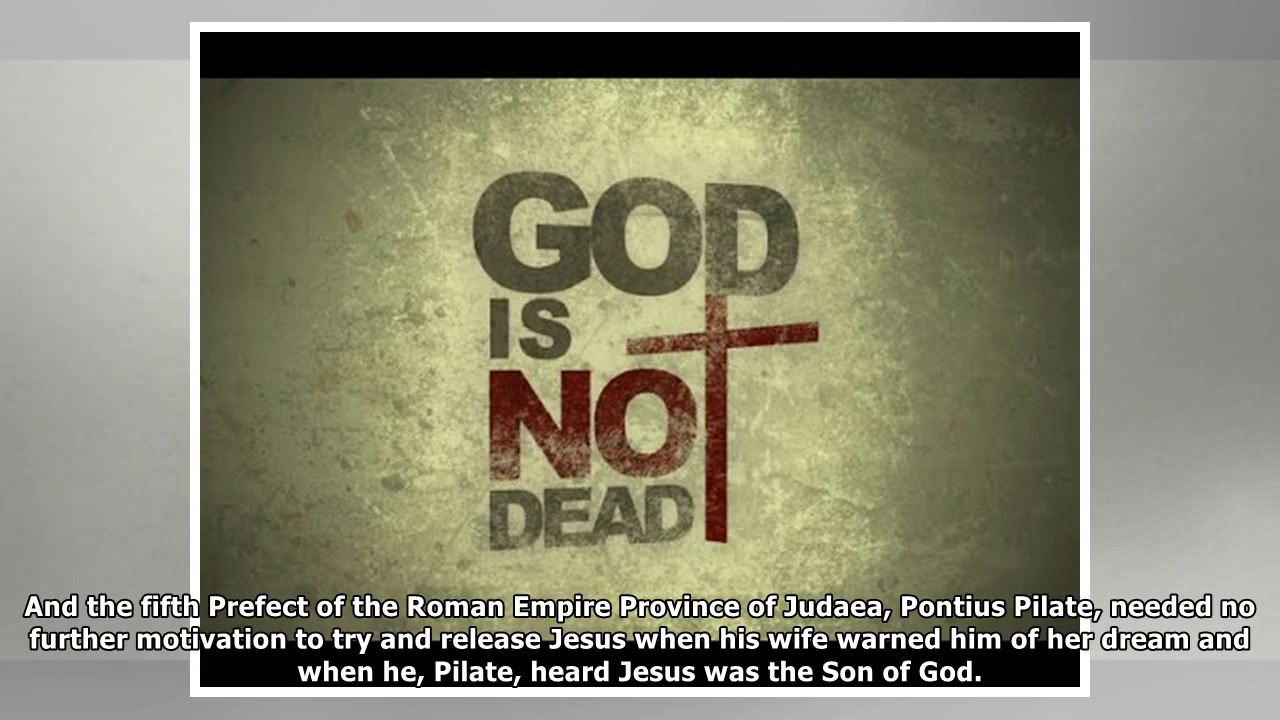 GOD
IS
NOT
DEAD
And the fifth Prefect of the Roman Empire Province of Judaea, Pontius Pilate, needed no
further motivation to try and release Jesus when his wife warned him of her dream and
when he, Pilate, heard Jesus was the Son of God.